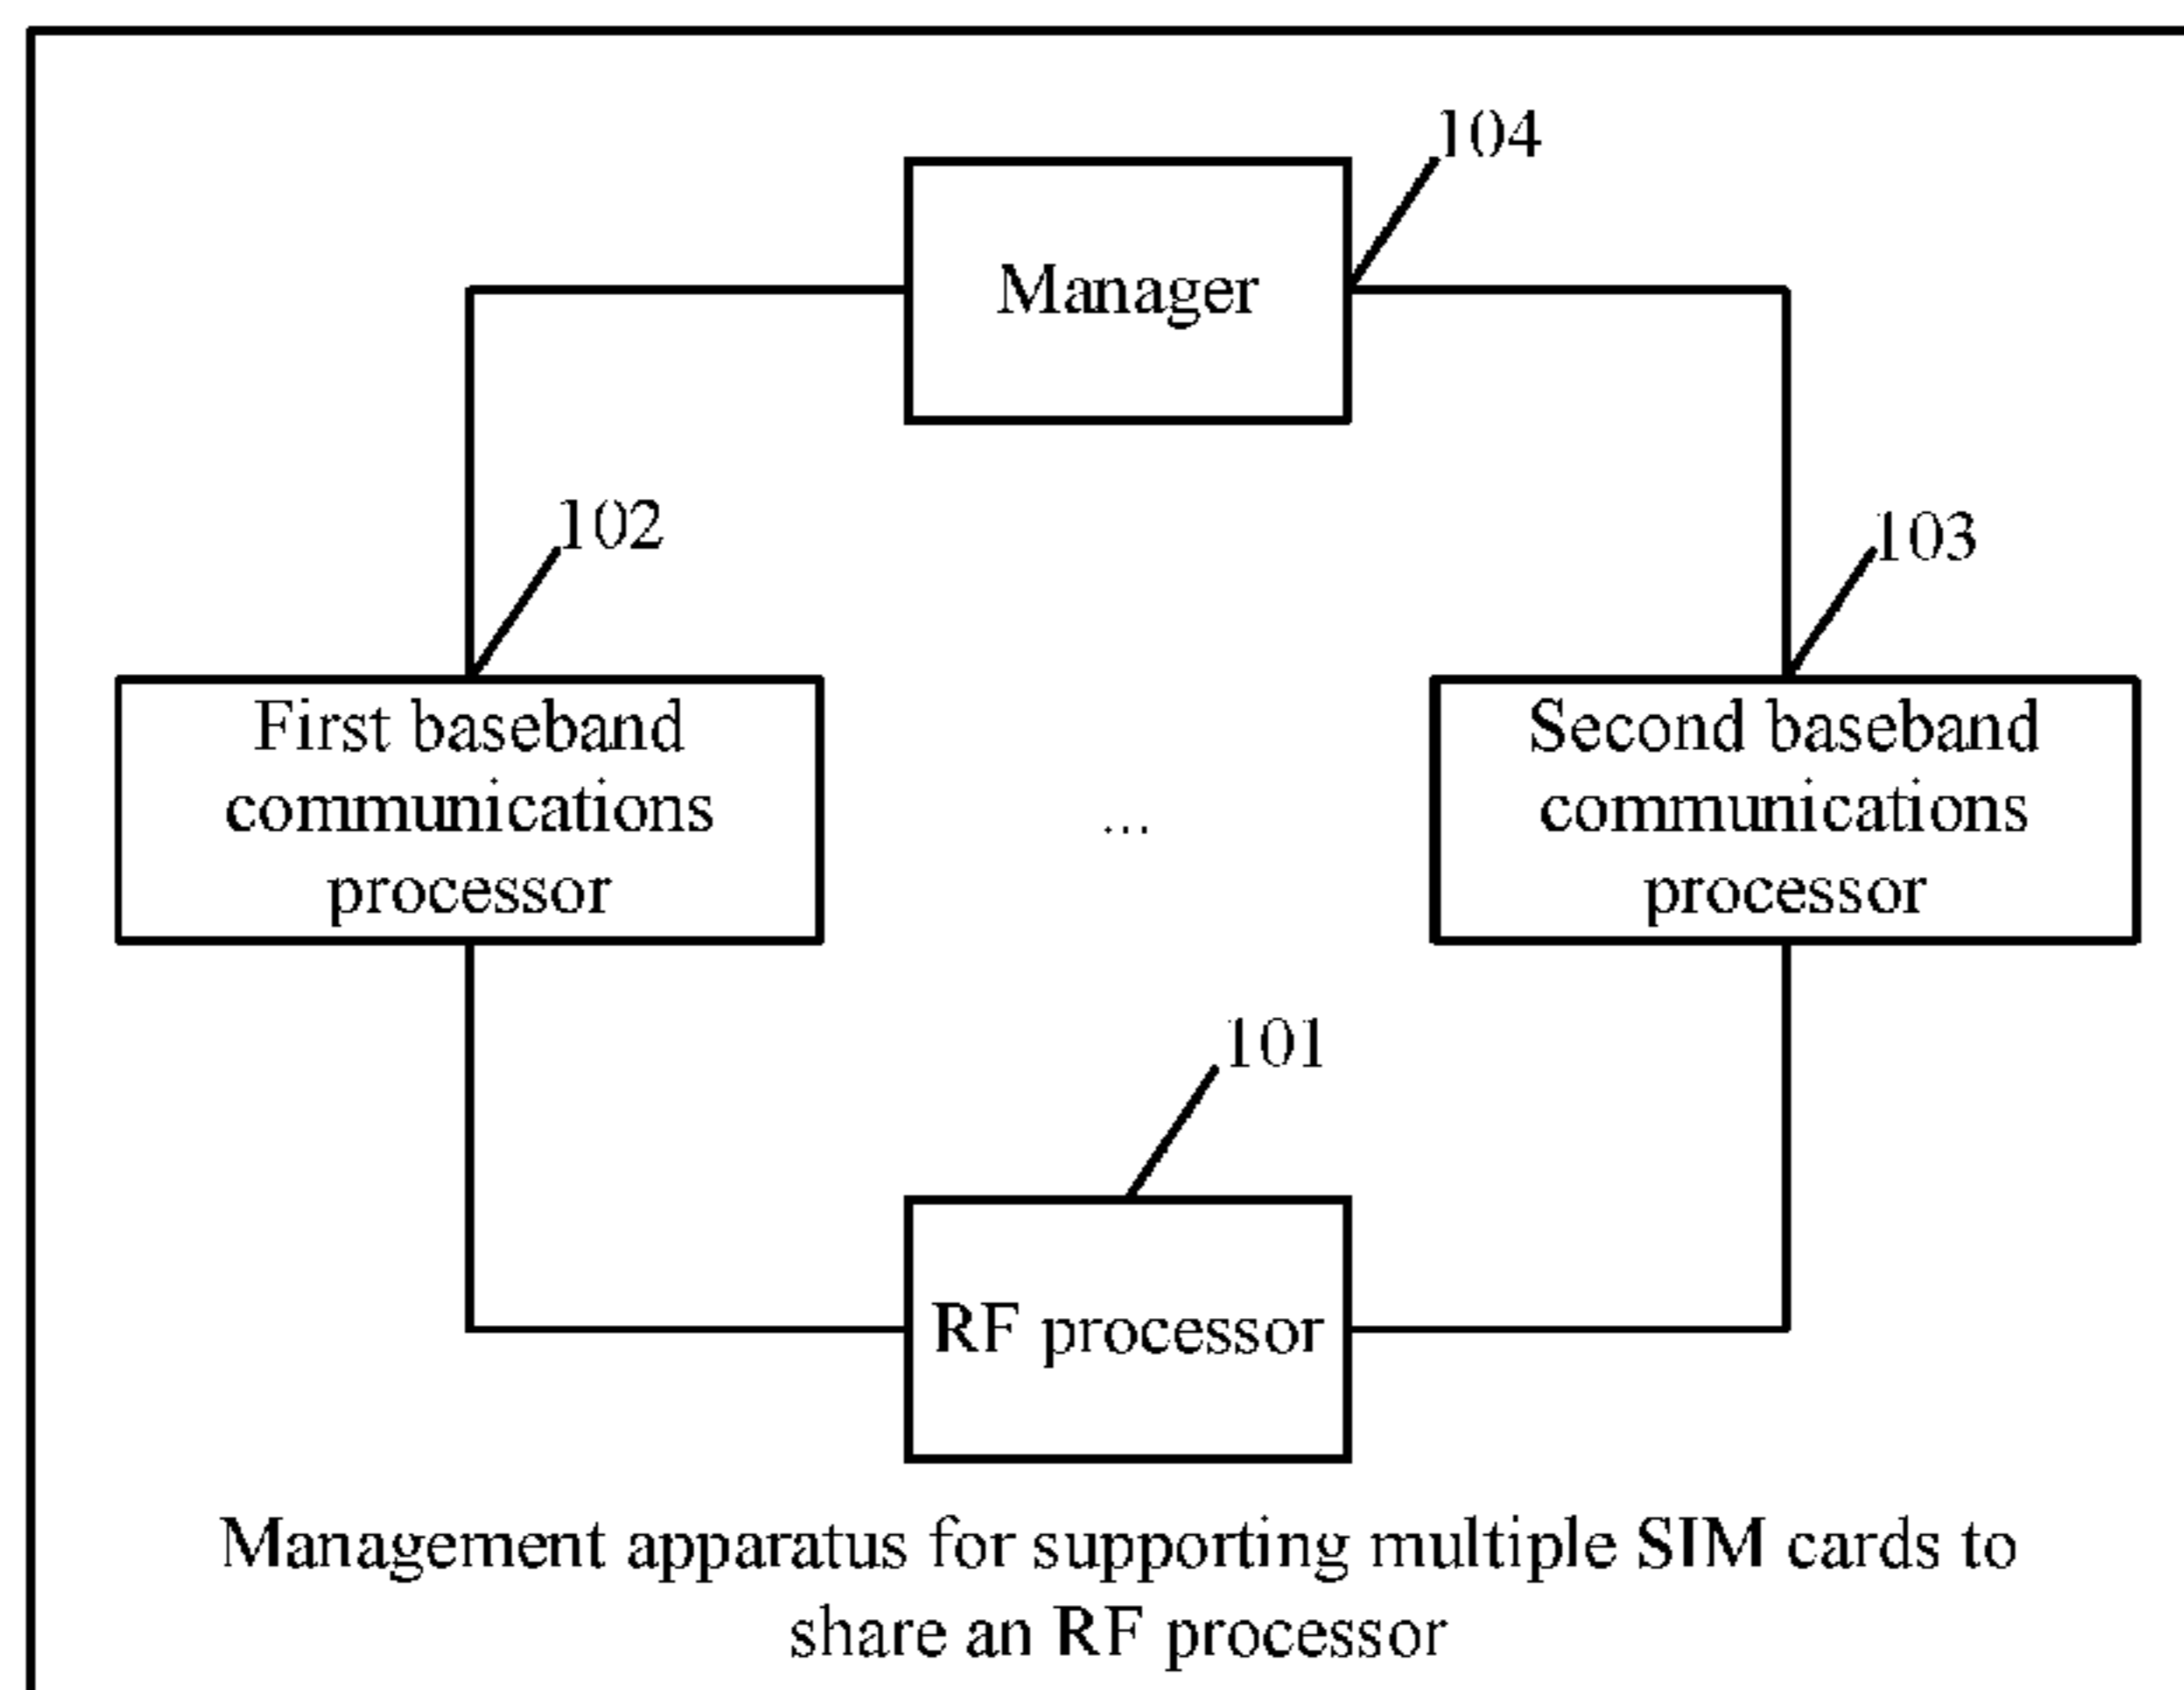 104
Manager
102
103
First baseband
communications
processor
...
Second baseband
communications
processor
101
RF processor
Management apparatus for supporting multiple SIM cards to
share an RF processor